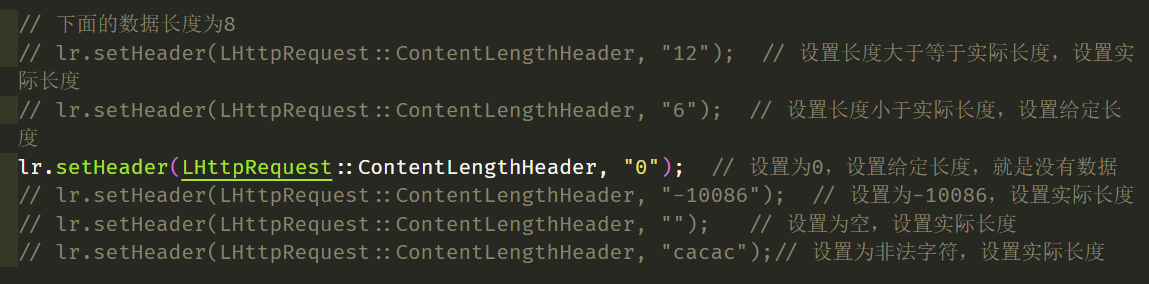 // 下面的数据长度为8
// lr.setHeader(LHttpRequest::ContentLengthHeader, "12");  // 设置长度大于等于实际长度，设置实
际长度
// lr.setHeader(LHttpRequest::ContentLengthHeader, "6");  // 设置长度小于实际长度，设置给定长
度
lr.setHeader(LHttpRequest::ContentLengthHeader, "0");  // 设置为0，设置给定长度，就是没有数据
// lr.setHeader(LHttpRequest::ContentLengthHeader, "-10086");  // 设置为-10086，设置实际长度
// lr.setHeader(LHttpRequest::ContentLengthHeader, "");   // 设置为空，设置实际长度
// lr.setHeader(LHttpRequest::ContentLengthHeader, "cacac");// 设置为非法字符，设置实际长度